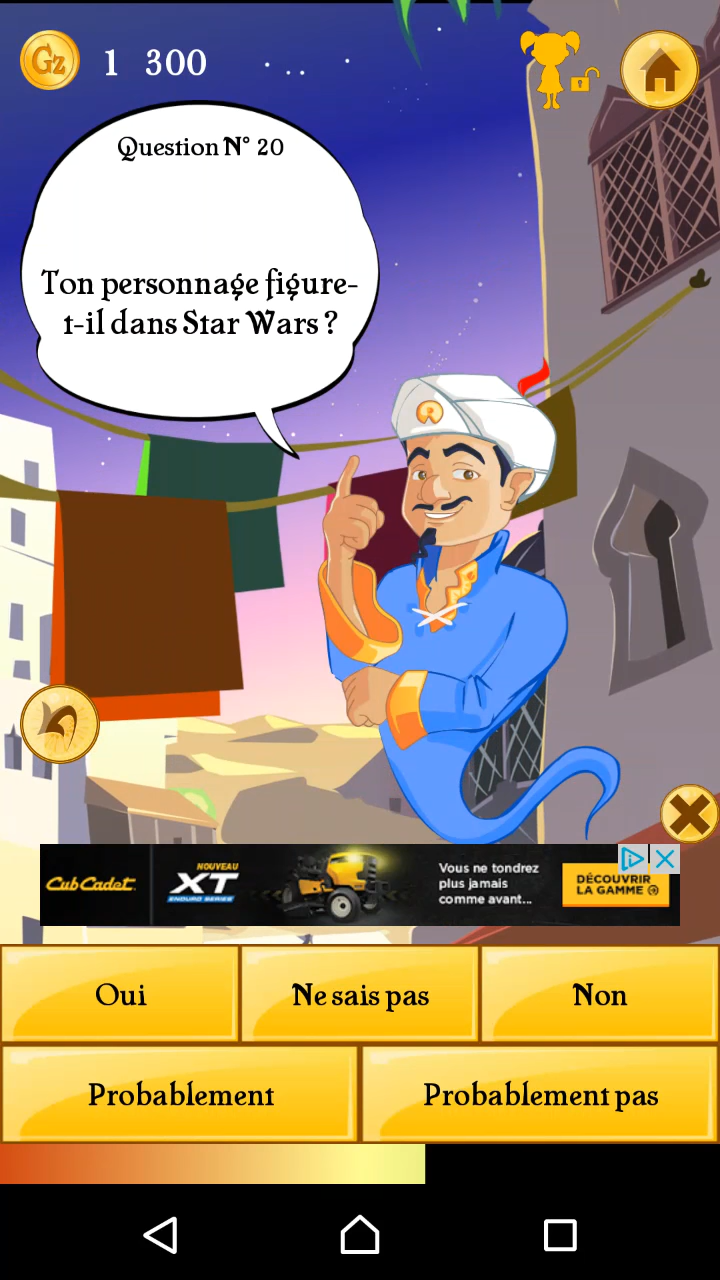 Gz 1 300
Question N° 20
Ton personnage figure-
t-il dans Star Wars ?
Cub Cadet
NOUVEAU
XT
ENDURO SERIES
Vous ne tondrez
plus jamais
comme avant...
DÉCOUVRIR
LA GAMME
Oui
Ne sais pas
Non
Probablement
Probablement pas